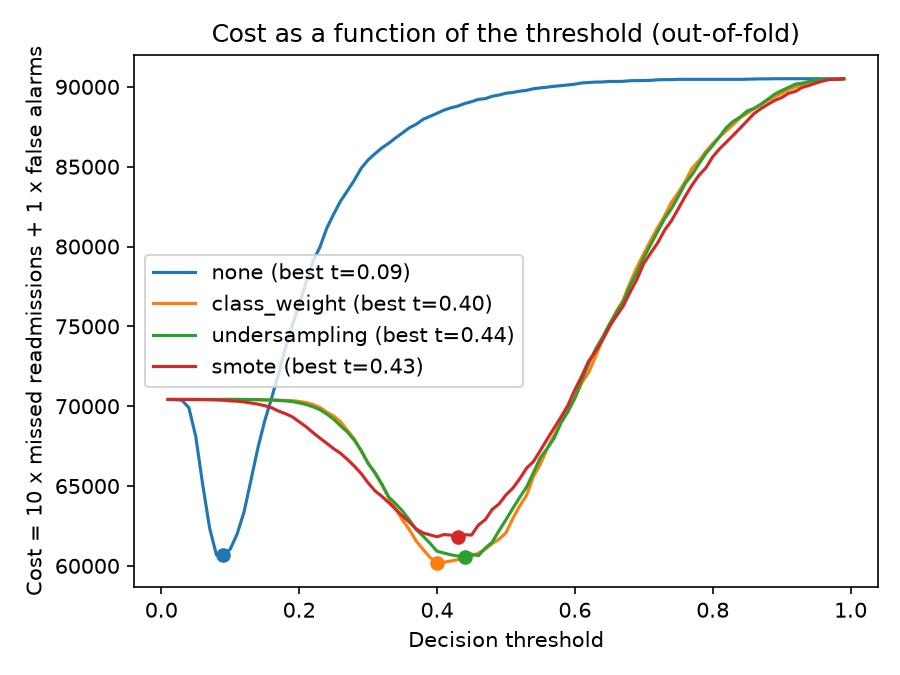 Cost as a function of the threshold (out-of-fold)
Cost = 10 x missed readmissions + 1 x false alarms
90000
85000
80000
75000
70000
65000
60000
none (best t=0.09)
class_weight (best t=0.40)
undersampling (best t=0.44)
smote (best t=0.43)
0.0 0.2 0.4 0.6 0.8 1.0
Decision threshold